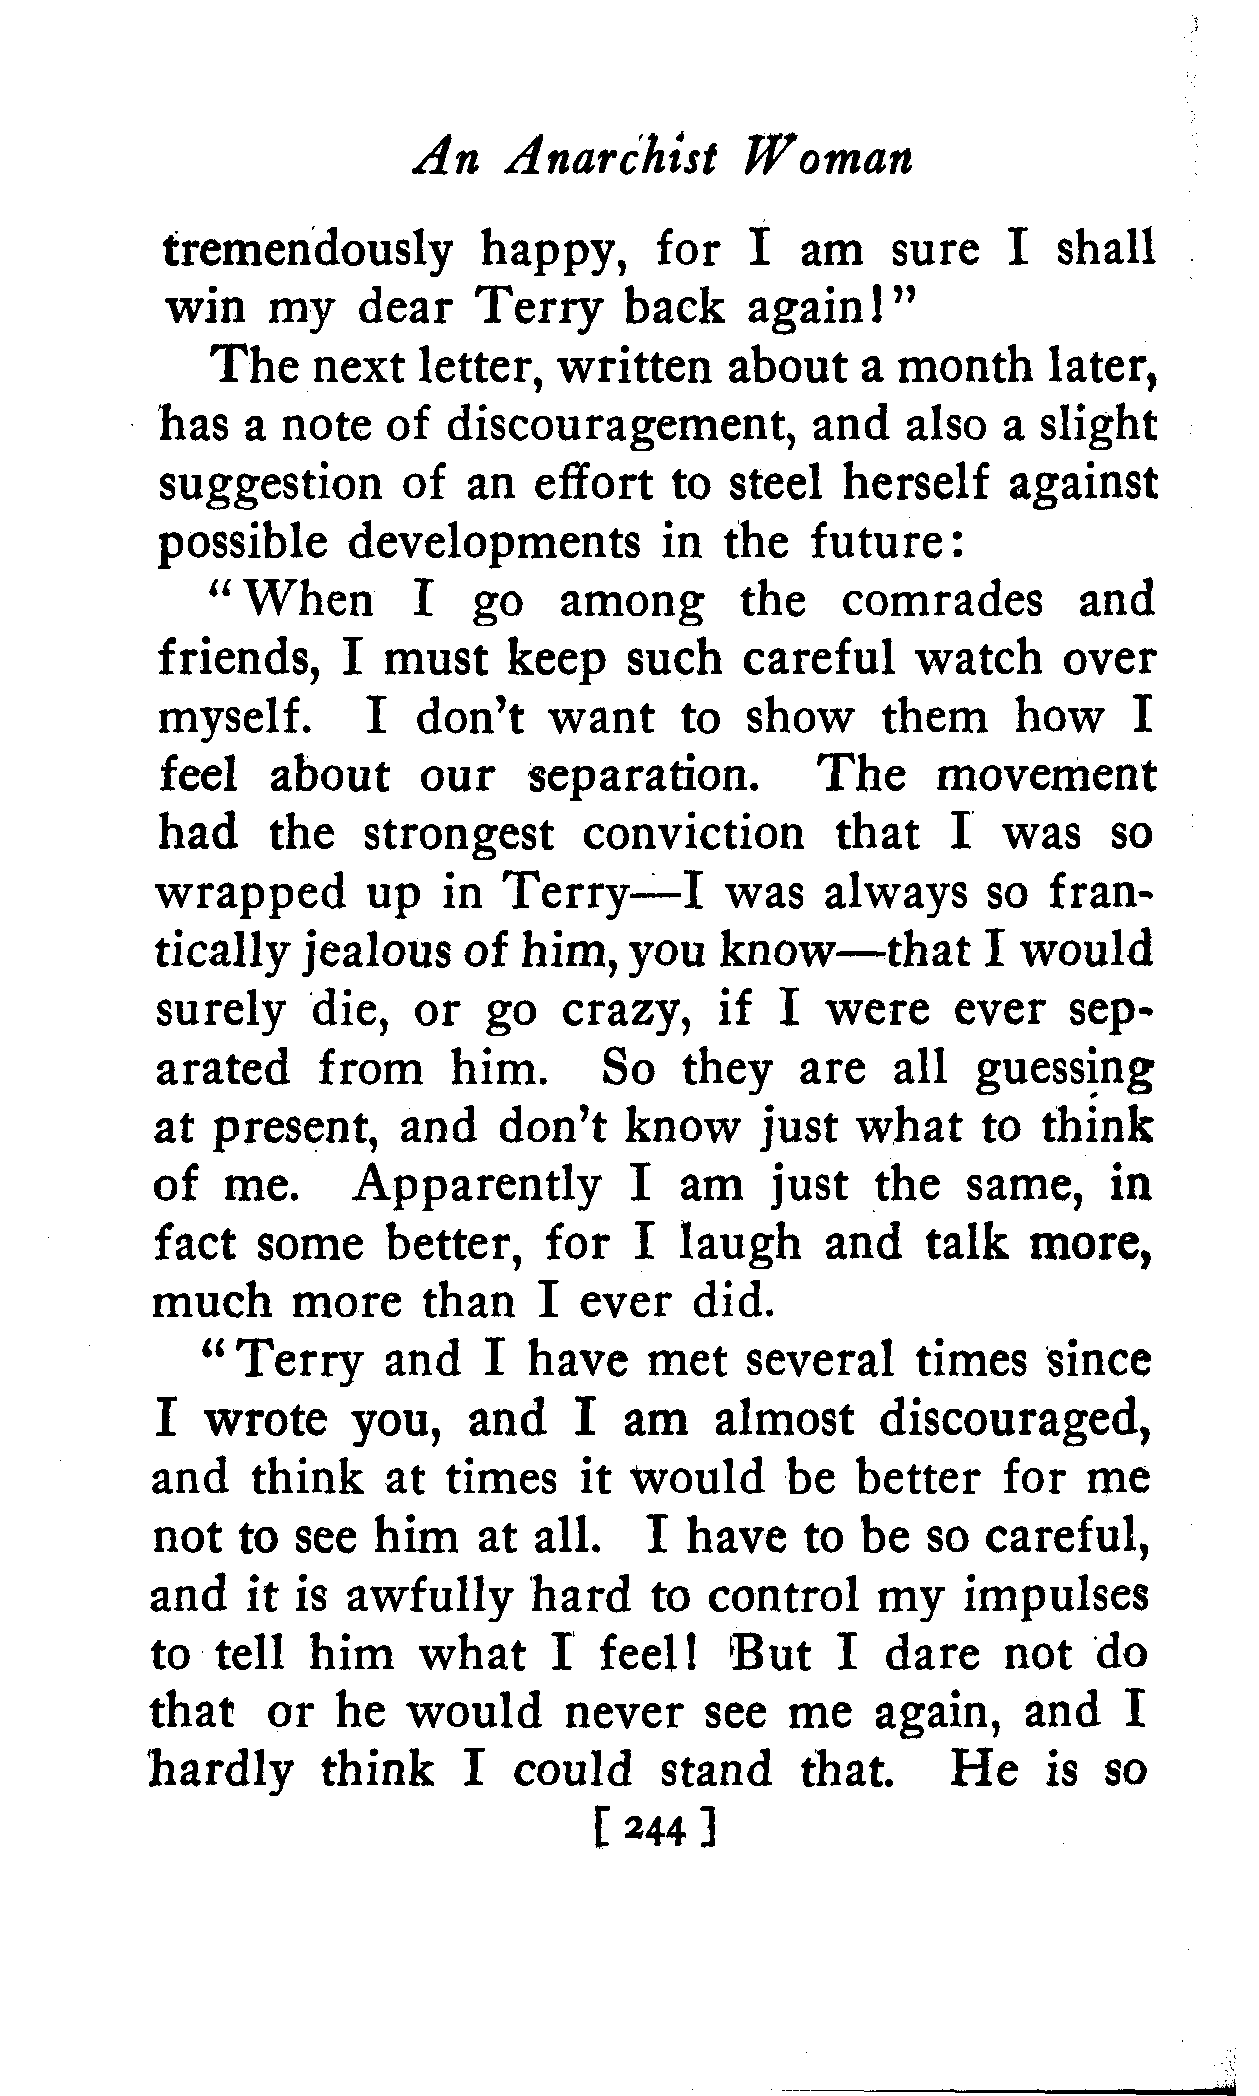 An Anarchist Woman
tremendously happy, for I am sure I shall
win my dear Terry back again!”
The next letter, written about a month later,
has a note of discouragement, and also a slight
suggestion of an effort to steel herself against
possible developments in the future:
“When I go among the comrades and
friends, I must keep such careful watch over
myself. I don’t want to show them how I
feel about our separation. The movement
had the strongest conviction that I was so
wrapped up in Terry—I was always so fran-
tically jealous of him, you know—that I would
surely die, or go crazy, if I were ever sep-
arated from him. So they are all guessing
at present, and don’t know just what to think
of me. Apparently I am just the same, in
fact some better, for I laugh and talk more,
much more than I ever did.
“Terry and I have met several times since
I wrote you, and I am almost discouraged,
and think at times it would be better for me
not to see him at all. I have to be so careful,
and it is awfully hard to control my impulses
to tell him what I feel! But I dare not do
that or he would never see me again, and I
hardly think I could stand that. He is so
[ 244 ]